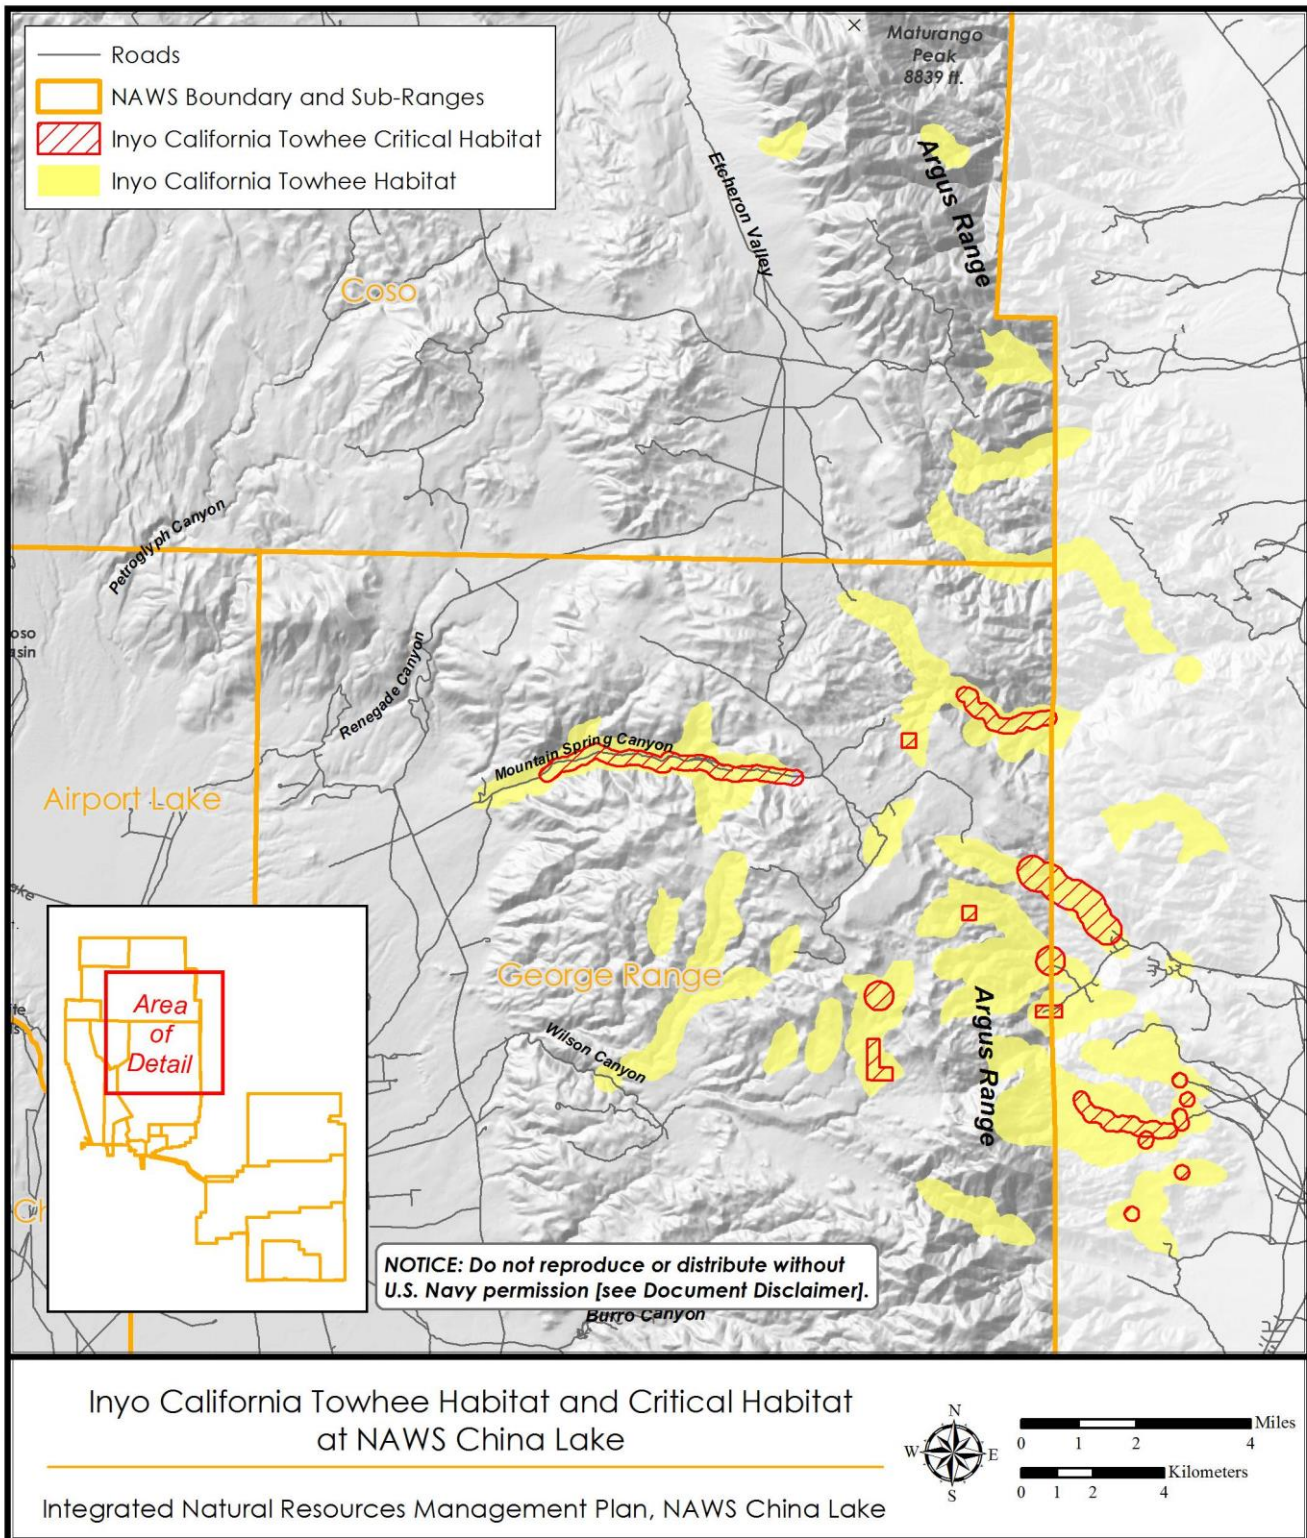 Roads
NAWS Boundary and Sub-Ranges
Inyo California Towhee Critical Habitat
Inyo California Towhee Habitat
Maturango
Peak
8839 ft.
Argus Range
Etcheron Valley
Coso
Petroglyph Canyon
Renegade Canyon
Mountain Spring Canyon
Airport Lake
George Range
Argus Range
Wilson Canyon
Area
of
Detail
NOTICE: Do not reproduce or distribute without
U.S. Navy permission [see Document Disclaimer].
Burro Canyon
Inyo California Towhee Habitat and Critical Habitat
at NAWS China Lake
Integrated Natural Resources Management Plan, NAWS China Lake
N
W
E
S
Miles
0 1 2 4
Kilometers
0 1 2 4